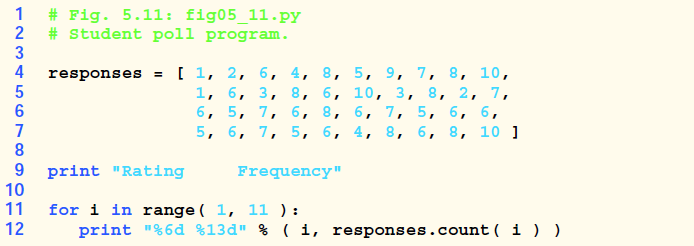 1 # Fig. 5.11: fig05_11.py
2 # Student poll program.
3
4 responses = [ 1, 2, 6, 4, 8, 5, 9, 7, 8, 10,
5 1, 6, 3, 8, 6, 10, 3, 8, 2, 7,
6 6, 5, 7, 6, 8, 6, 7, 5, 6, 6,
7 5, 6, 7, 5, 6, 4, 8, 6, 8, 10 ]
8
9 print "Rating     Frequency"
10
11 for i in range( 1, 11 ):
12    print "%6d %13d" % ( i, responses.count( i ) )